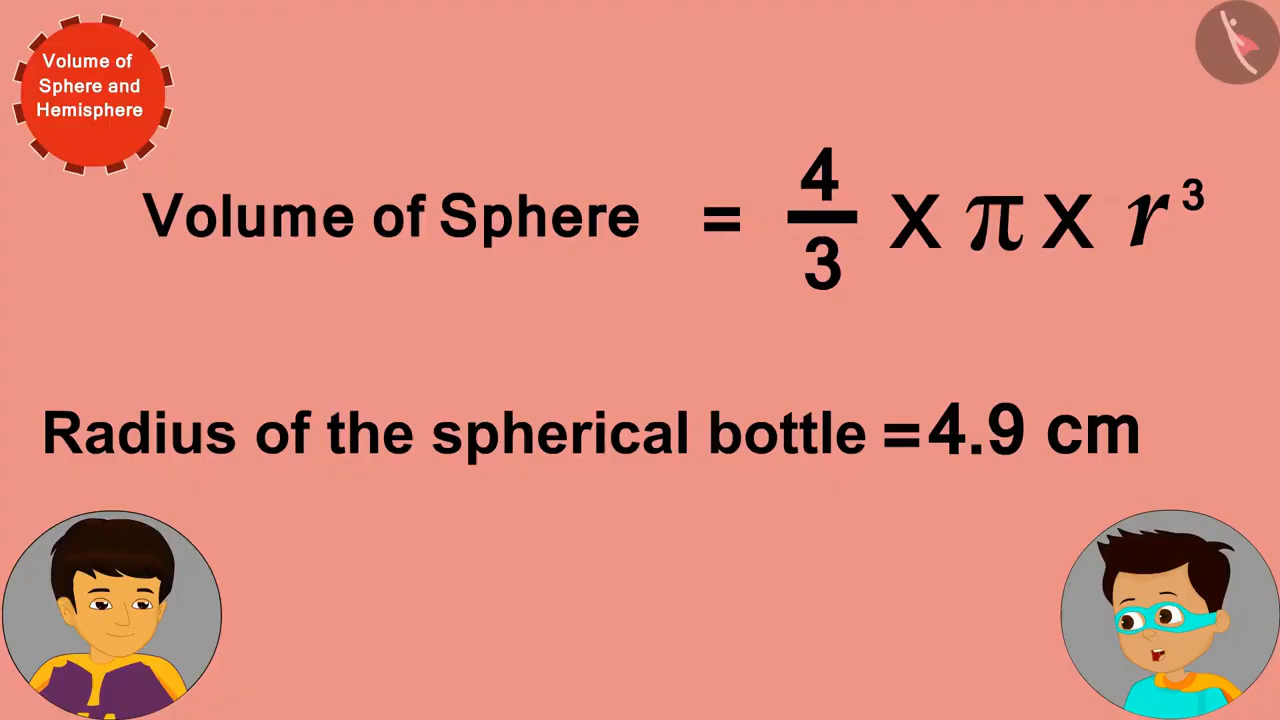 Volume of
Sphere and
Hemisphere
Volume of Sphere = 4/3 x π x r³
Radius of the spherical bottle = 4.9 cm